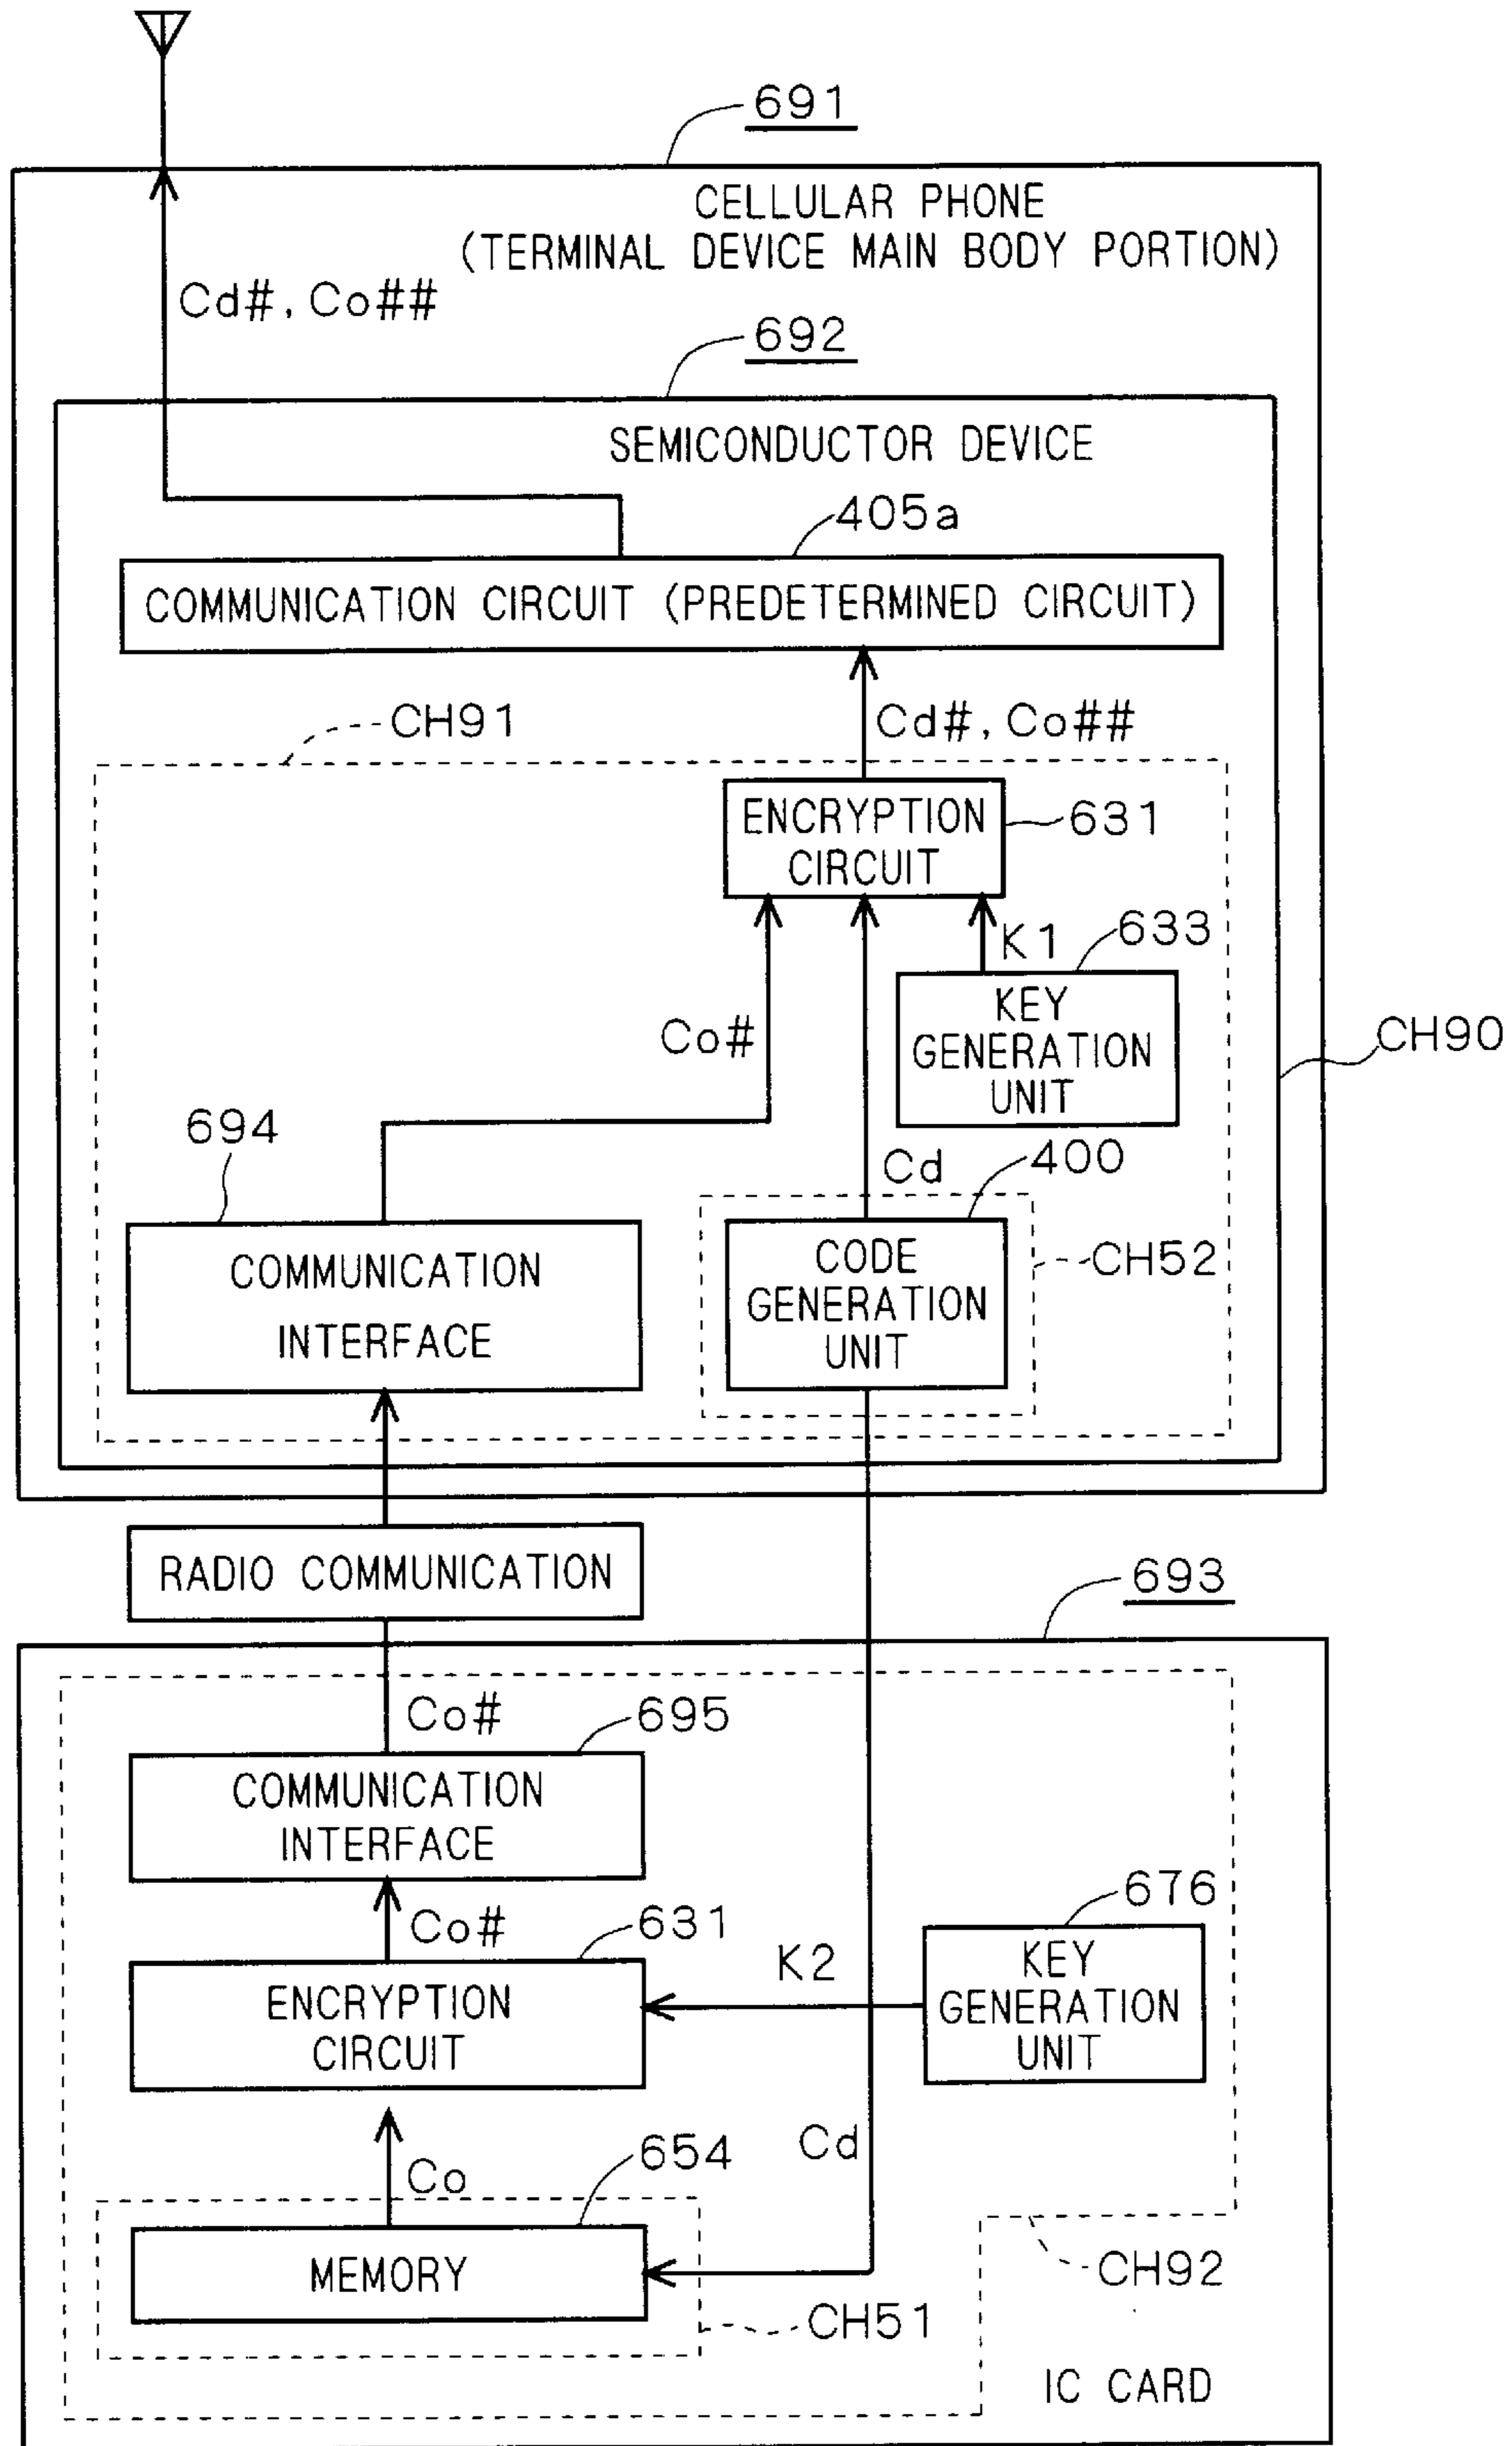 691
CELLULAR PHONE
(TERMINAL DEVICE MAIN BODY PORTION)
Cd#, Co##
692
SEMICONDUCTOR DEVICE
405a
COMMUNICATION CIRCUIT (PREDETERMINED CIRCUIT)
CH91
Cd#, Co##
ENCRYPTION
CIRCUIT
631
K1
633
KEY
GENERATION
UNIT
Co#
CH90
694
Cd
400
COMMUNICATION
INTERFACE
CODE
GENERATION
UNIT
CH52
RADIO COMMUNICATION
693
Co#
695
COMMUNICATION
INTERFACE
Co#
631
676
K2
KEY
GENERATION
UNIT
ENCRYPTION
CIRCUIT
Cd
Co
654
MEMORY
CH92
CH51
IC CARD